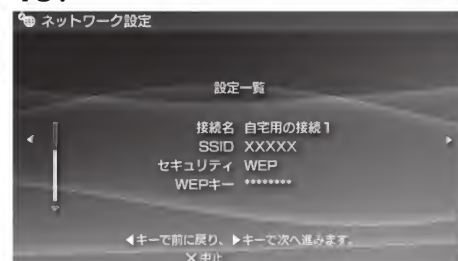 ネットワーク設定
設定一覧
接続名 自宅用の接続1
SSID XXXXX
セキュリティ WEP
WEPキー ********
◀キーで前に戻り、▶キーで次へ進みます。
✕中止